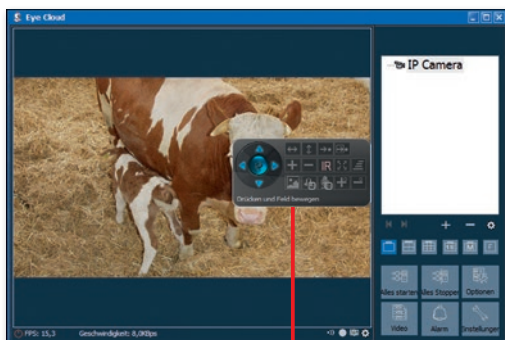 Eye Cloud
IP Camera
IR
Drücken und Feld bewegen
Alles starten
Alles Stoppen
Optionen
Video
Alarm
Einstellungen
FPS: 15,3
Geschwindigkeit: 8,0KBps